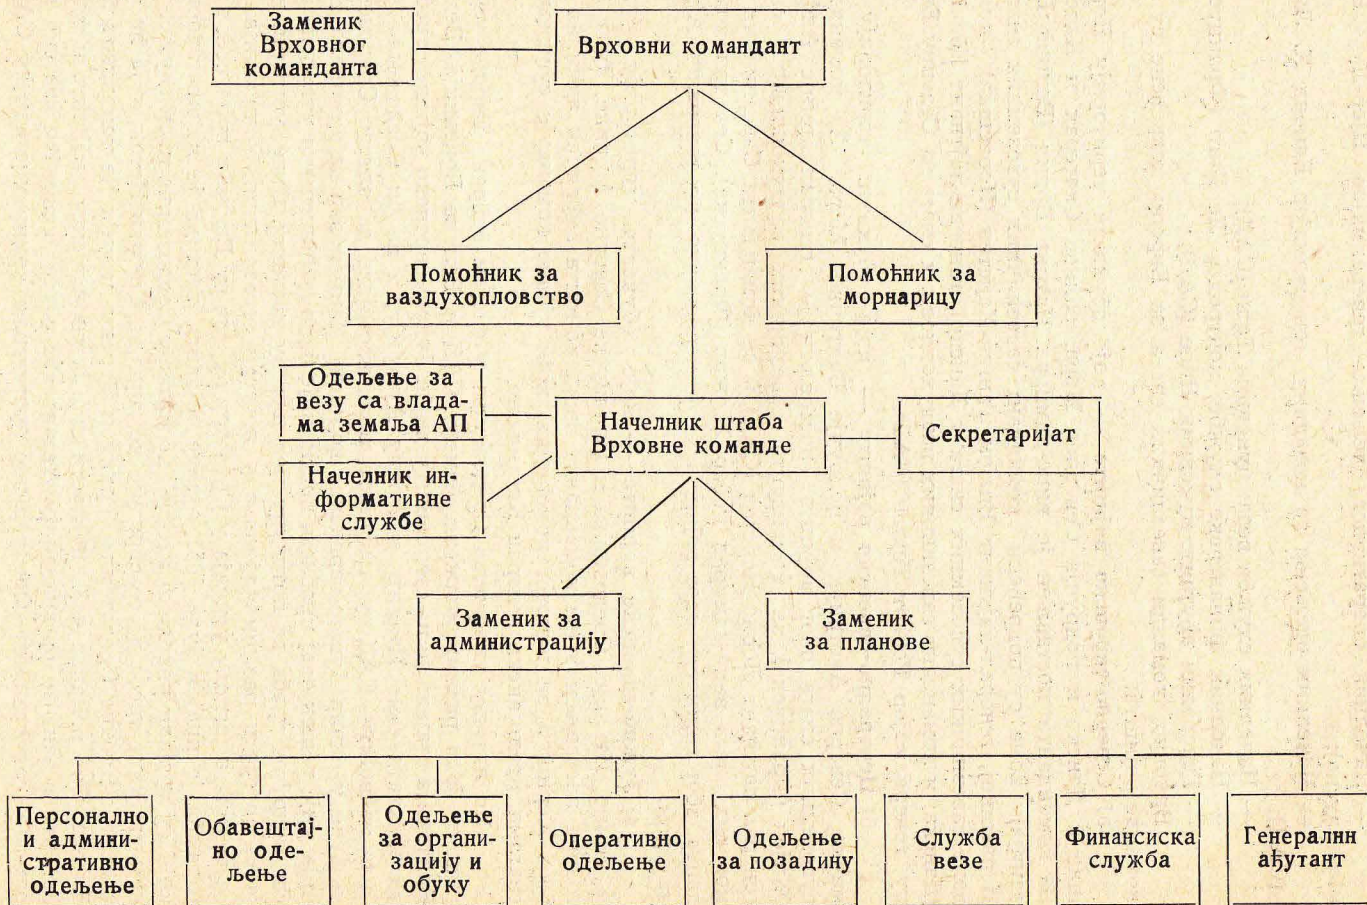 Заменик
Врховног
команданта
Врховни командант
Помоћник за
ваздухопловство
Помоћник за
морнарицу
Одељење за
везу са влада-
ма земаља АП
Начелник штаба
Врховне команде
Секретаријат
Начелник ин-
формативне
службе
Заменик за
администрацију
Заменик
за планове
Персонално
и админи-
стративно
одељење
Обавештај-
но оде-
љење
Одељење
за органи-
зацију и
обуку
Оперативно
одељење
Одељење
за позадину
Служба
везе
Финансиска
служба
Генерални
ађутант